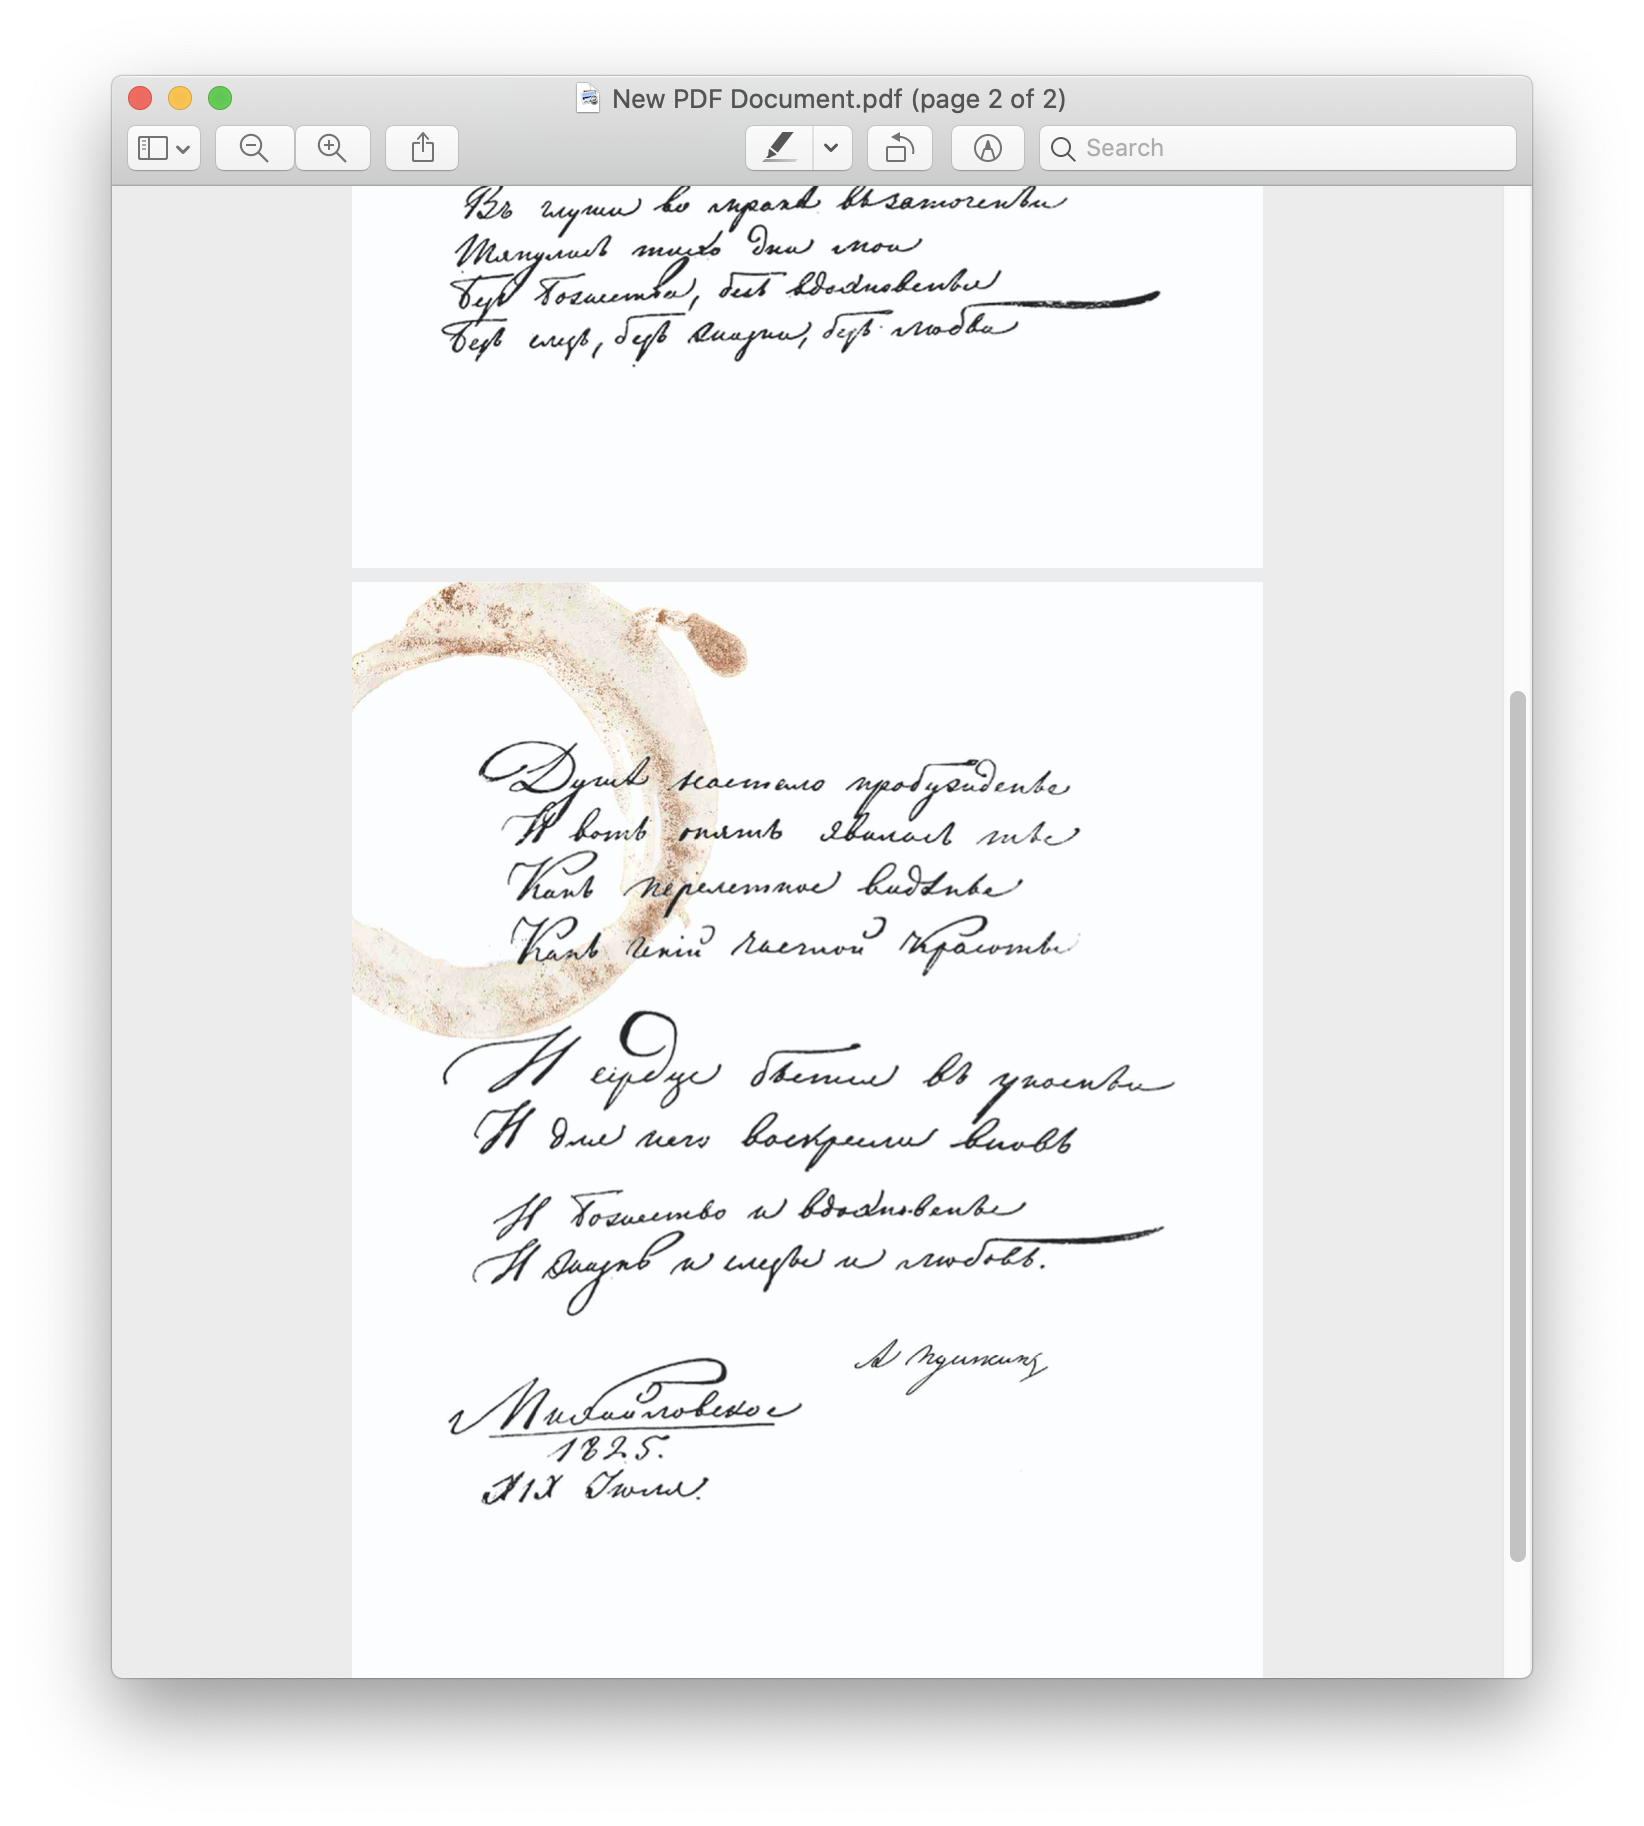 New PDF Document.pdf (page 2 of 2)
Search
Въ глуши во мракѣ въ заточеньи
Тянулись тихо дни мои
Безъ Божества, безъ вдохновенья
Безъ слезъ, безъ жизни, безъ любви
Душѣ настало пробужденье
И вотъ опять явилась ты
Какъ перелетное видѣнье
Какъ геній чистой Красоты
И сердце бьется въ упоеньи
И для него воскресли вновь
И Божество и вдохновенье
И жизнь и слезы и любовь.
А Пушкинъ
Михайловское
1825.
XIX Іюля.